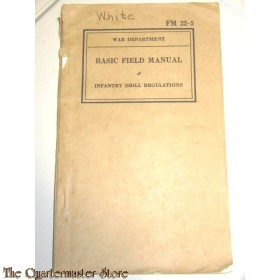 White
FM 22-5
WAR DEPARTMENT
BASIC FIELD MANUAL
INFANTRY DRILL REGULATIONS
The Quartermaster Store